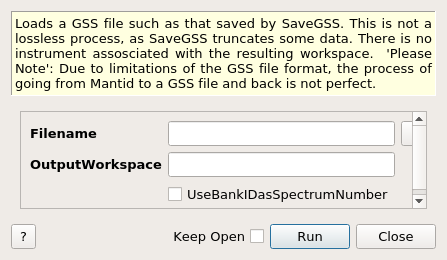 Loads a GSS file such as that saved by SaveGSS. This is not a
lossless process, as SaveGSS truncates some data. There is no
instrument assosciated with the resulting workspace.  'Please
Note': Due to limitations of the GSS file format, the process of
going from Mantid to a GSS file and back is not perfect.
Filename
OutputWorkspace
UseBankIDasSpectrumNumber
? Keep Open Run Close